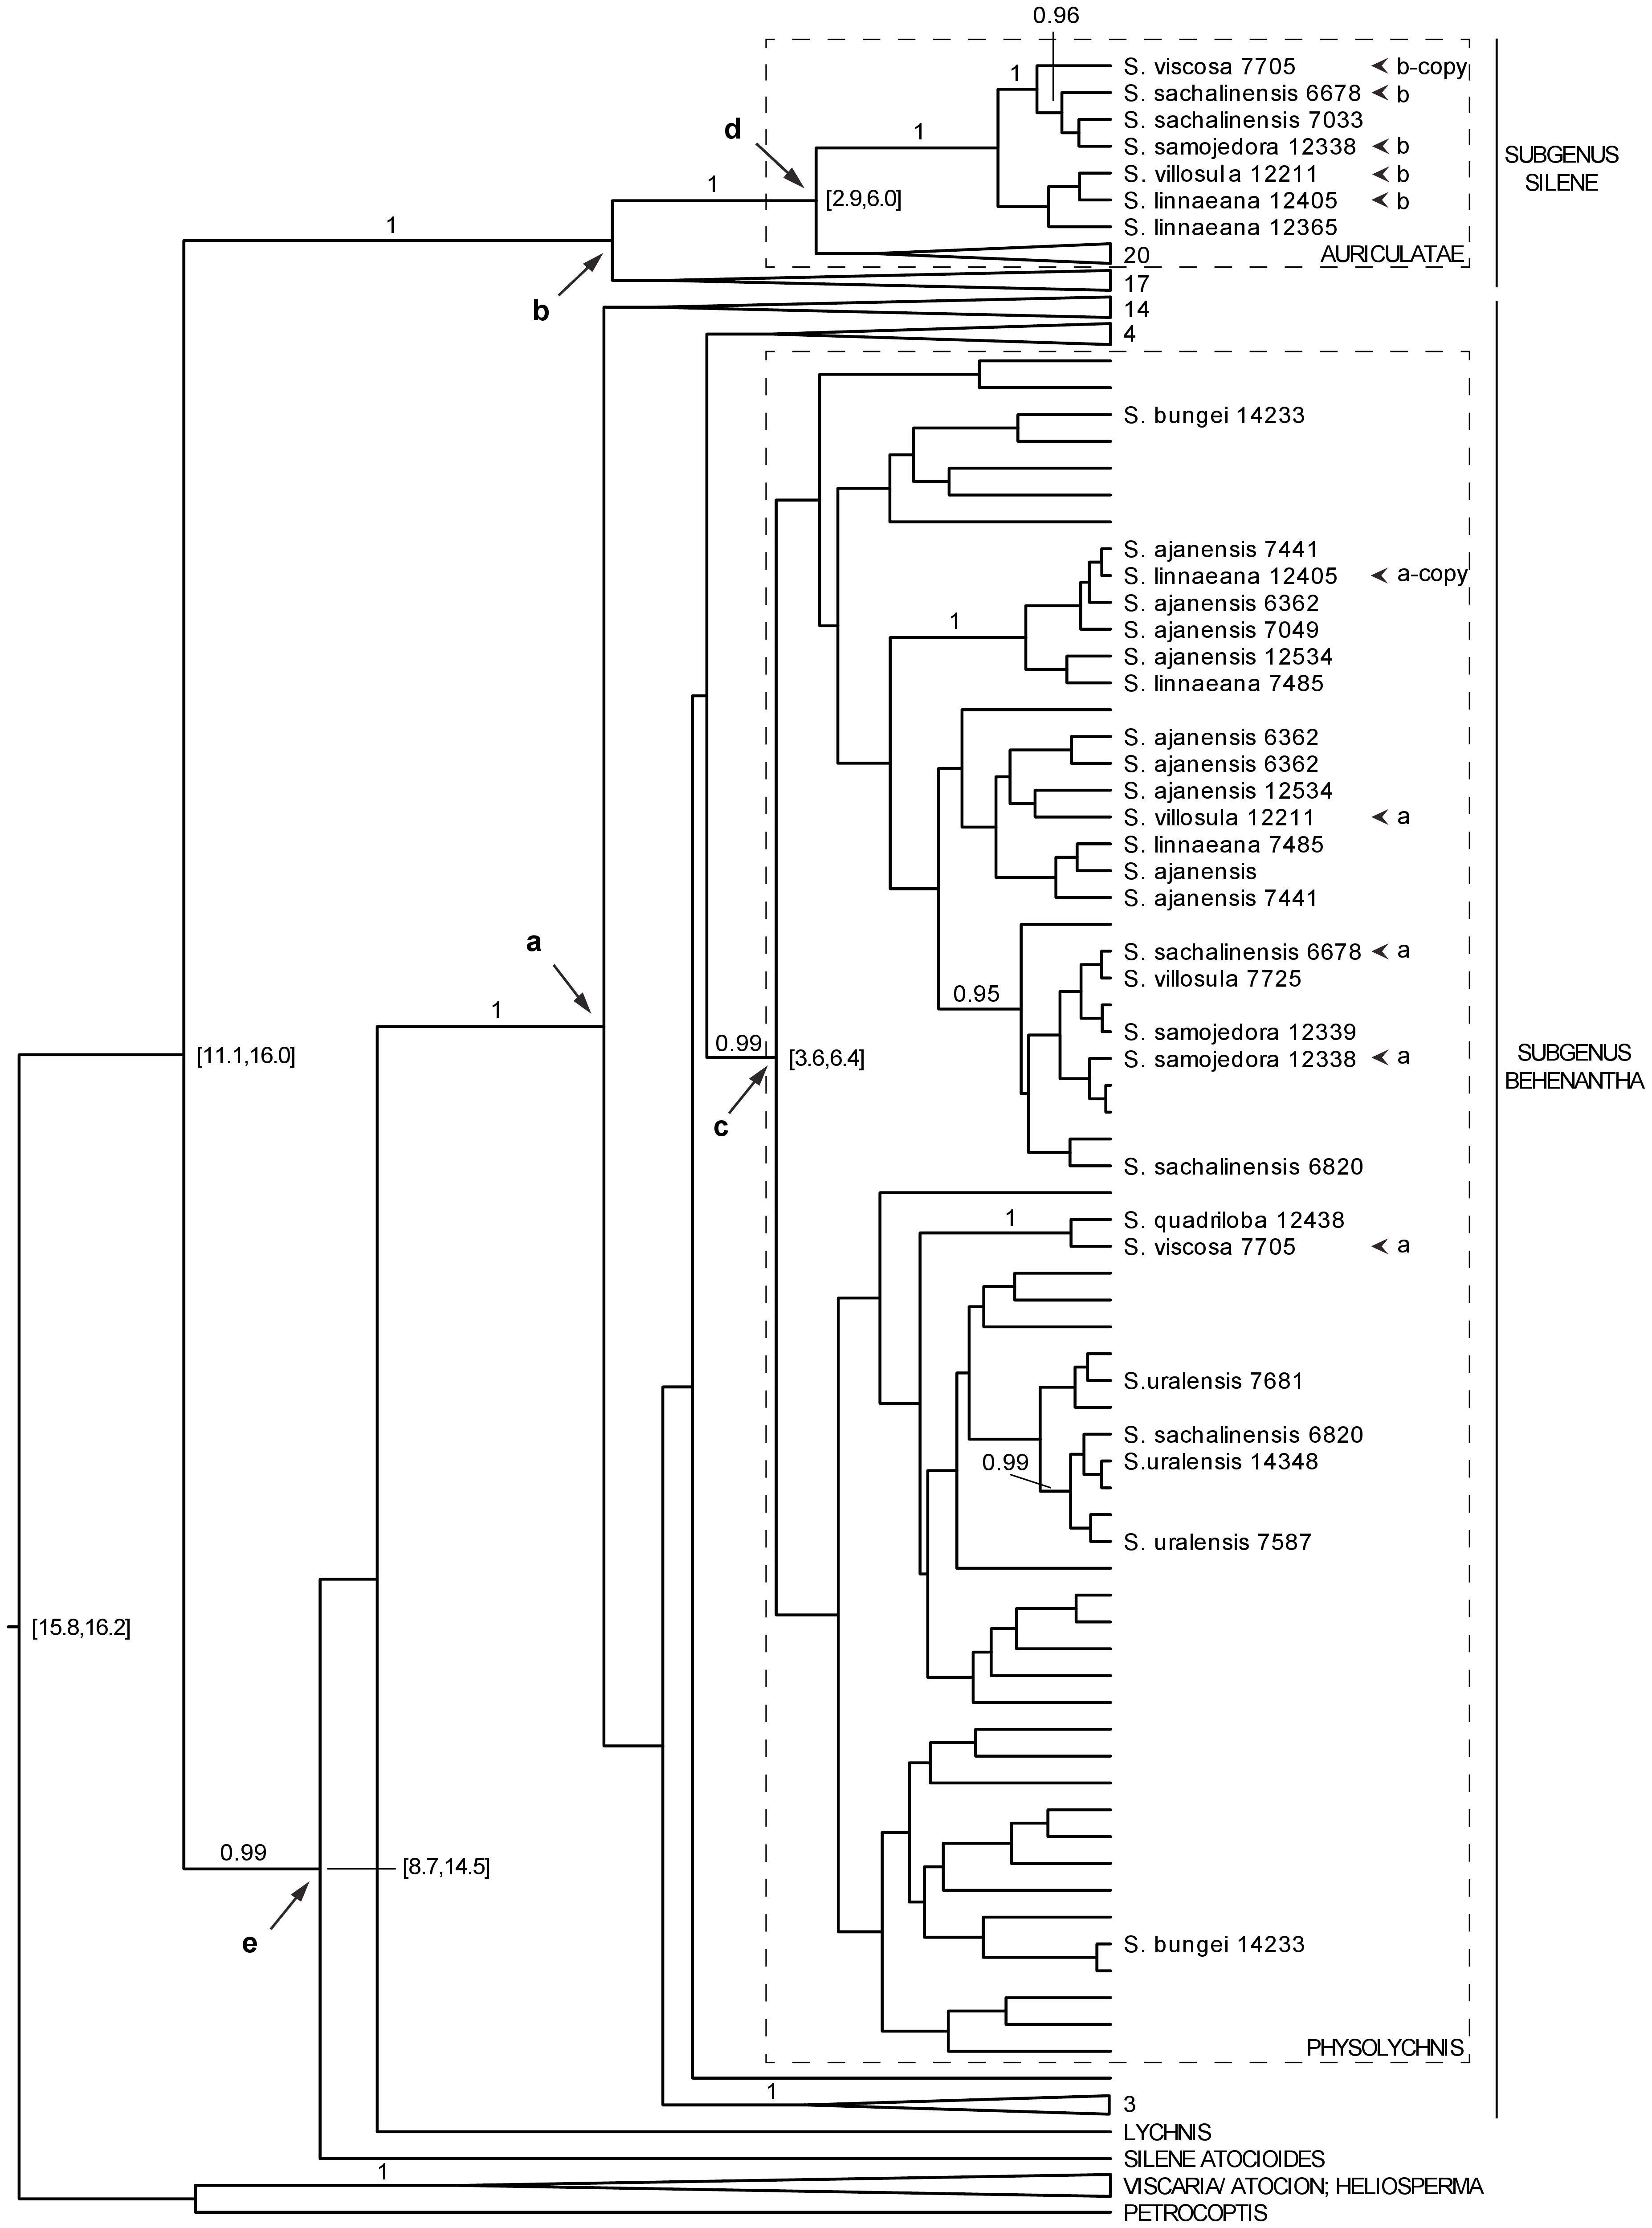 0.96
S. viscosa 7705 b-copy
1
S. sachalinensis 6678 b
S. sachalinensis 7033
d
1
S. samojedora 12338 b
SUBGENUS
SILENE
S. villosula 12211 b
1
[2.9,6.0]
S. linnaeana 12405 b
1
S. linnaeana 12365
20
AURICULATAE
17
b
14
4
S. bungei 14233
S. ajanensis 7441
S. linnaeana 12405 a-copy
S. ajanensis 6362
1
S. ajanensis 7049
S. ajanensis 12534
S. linnaeana 7485
S. ajanensis 6362
S. ajanensis 6362
S. ajanensis 12534
S. villosula 12211 a
S. linnaeana 7485
S. ajanensis
S. ajanensis 7441
a
S. sachalinensis 6678 a
S. villosula 7725
0.95
1
S. samojedora 12339
0.99
[11.1,16.0]
[3.6,6.4]
S. samojedora 12338 a
SUBGENUS
BEHENANTHA
c
S. sachalinensis 6820
1
S. quadriloba 12438
S. viscosa 7705 a
S.uralensis 7681
S. sachalinensis 6820
0.99
S.uralensis 14348
S. uralensis 7587
[15.8,16.2]
0.99
[8.7,14.5]
e
S. bungei 14233
PHYSOLYCHNIS
1
3
LYCHNIS
SILENE ATOCIOIDES
1
VISCARIA/ ATOCION; HELIOSPERMA
PETROCOPTIS